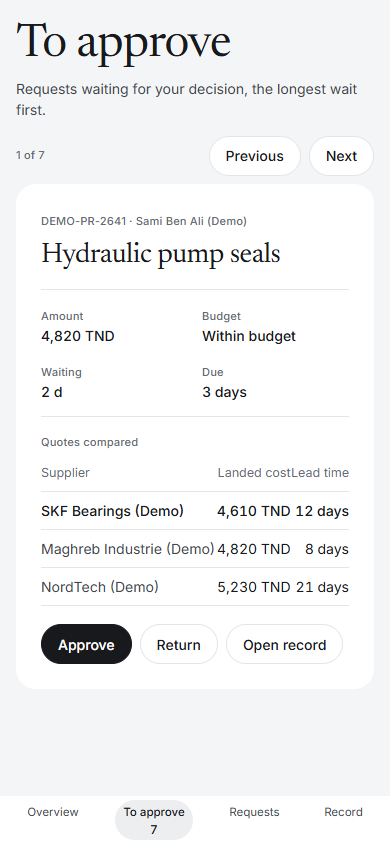 To approve
Requests waiting for your decision, the longest wait
first.
1 of 7
Previous
Next
DEMO-PR-2641 · Sami Ben Ali (Demo)
Hydraulic pump seals
Amount
Budget
4,820 TND
Within budget
Waiting
Due
2 d
3 days
Quotes compared
Supplier Landed cost Lead time
SKF Bearings (Demo) 4,610 TND 12 days
Maghreb Industrie (Demo) 4,820 TND 8 days
NordTech (Demo) 5,230 TND 21 days
Approve
Return
Open record
Overview
To approve
7
Requests
Record